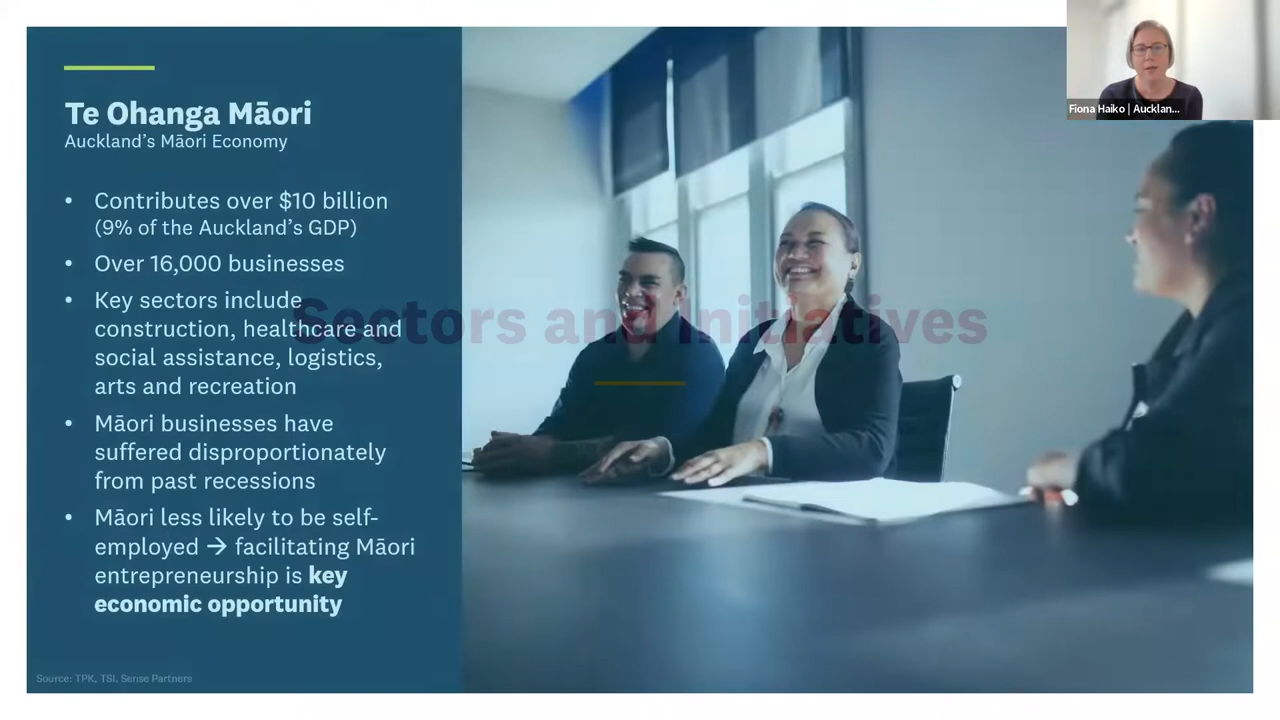 Te Ohanga Māori
Auckland's Māori Economy
• Contributes over $10 billion
(9% of the Auckland's GDP)
• Over 16,000 businesses
• Key sectors include
construction, healthcare and
social assistance, logistics,
arts and recreation
• Māori businesses have
suffered disproportionately
from past recessions
• Māori less likely to be self-
employed → facilitating Māori
entrepreneurship is key
economic opportunity
Source: TPK, TSI, Sense Partners
Sectors and Initiatives
Fiona Haiko | Aucklan...